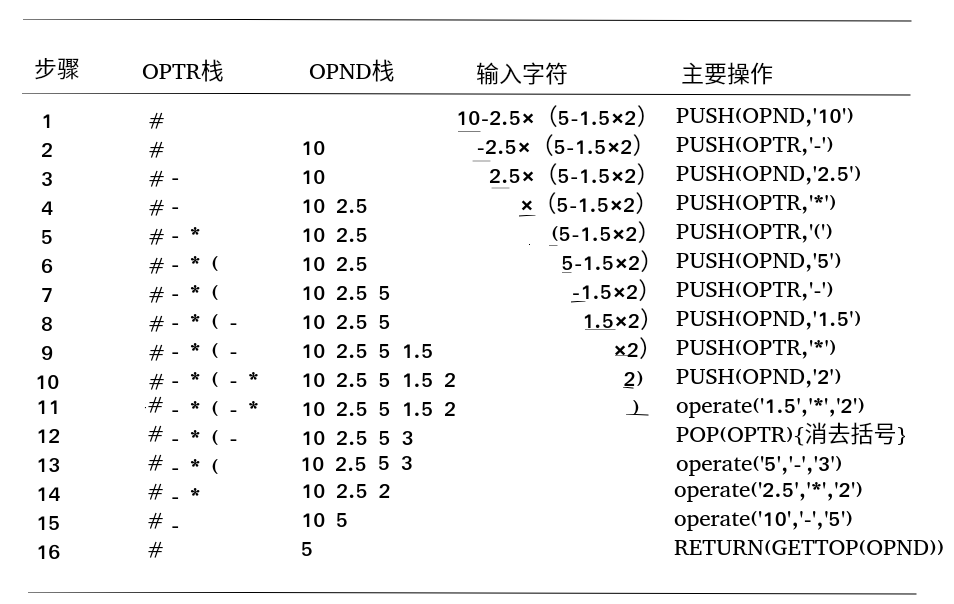 步骤 OPTR栈 OPND栈 输入字符 主要操作
1 # 10-2.5×（5-1.5×2） PUSH(OPND,'10')
2 # 10 -2.5×（5-1.5×2） PUSH(OPTR,'-')
3 # - 10 2.5×（5-1.5×2） PUSH(OPND,'2.5')
4 # - 10 2.5 ×（5-1.5×2） PUSH(OPTR,'*')
5 # - * 10 2.5 (5-1.5×2） PUSH(OPTR,'(')
6 # - * ( 10 2.5 5-1.5×2） PUSH(OPND,'5')
7 # - * ( 10 2.5 5 -1.5×2） PUSH(OPTR,'-')
8 # - * ( - 10 2.5 5 1.5×2） PUSH(OPND,'1.5')
9 # - * ( - 10 2.5 5 1.5 ×2） PUSH(OPTR,'*')
10 # - * ( - * 10 2.5 5 1.5 2 2) PUSH(OPND,'2')
11 # - * ( - * 10 2.5 5 1.5 2 ) operate('1.5','*','2')
12 # - * ( - 10 2.5 5 3 POP(OPTR){消去括号}
13 # - * ( 10 2.5 5 3 operate('5','-','3')
14 # - * 10 2.5 2 operate('2.5','*','2')
15 # - 10 5 operate('10','-','5')
16 # 5 RETURN(GETTOP(OPND))